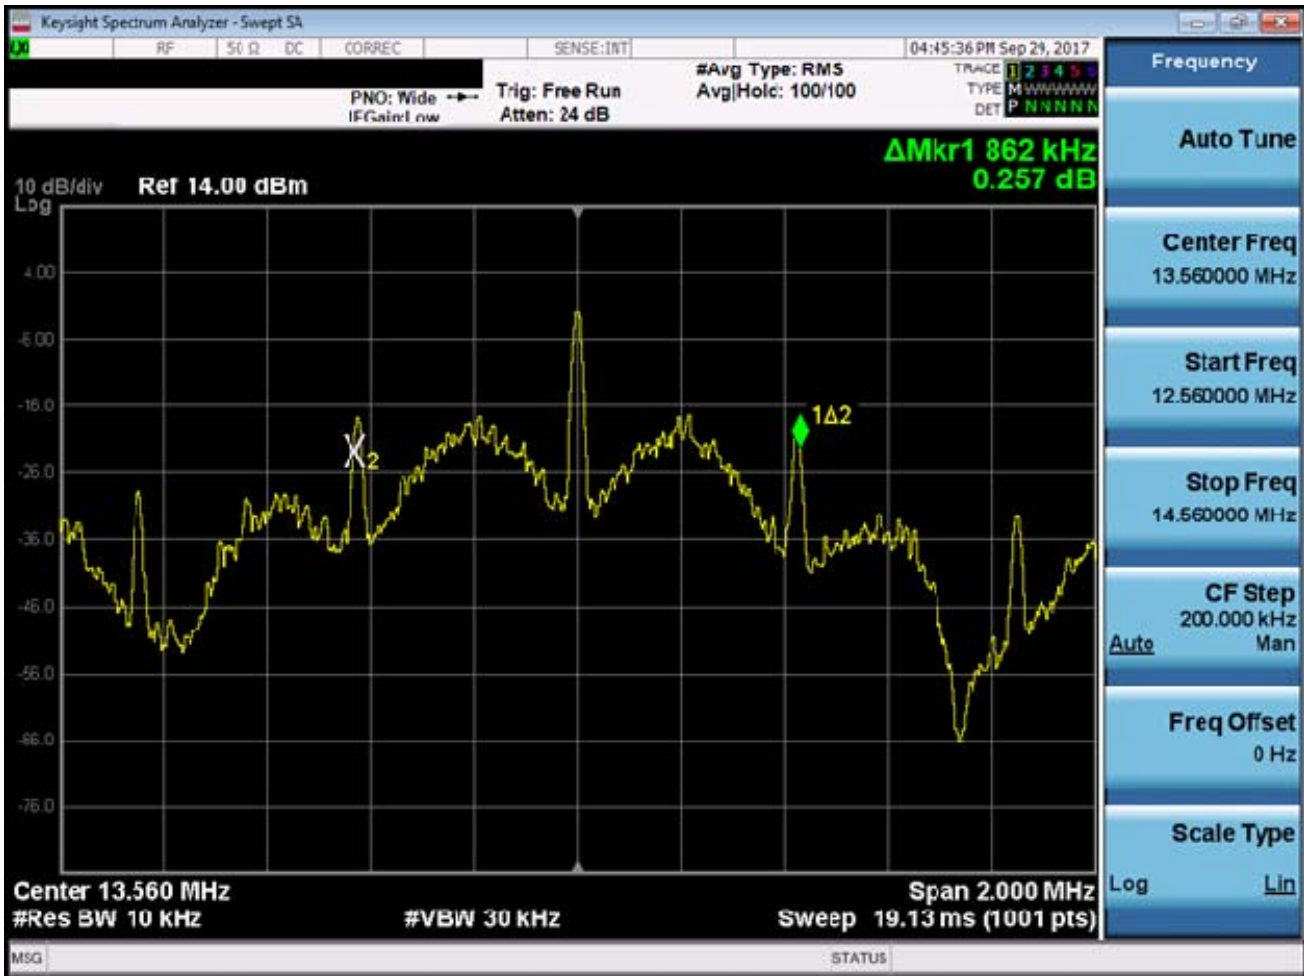 Keysight Spectrum Analyzer - Swept SA
RF 50 Ω DC CORREC SENSE:INT 04:45:36 PM Sep 29, 2017
PNO: Wide
IFGain:Low
Trig: Free Run
Atten: 24 dB
#Avg Type: RMS
Avg|Hold: 100/100
TRACE 1 2 3 4 5 6
TYPE M WWWWW
DET P N N N N N
ΔMkr1 862 kHz
0.257 dB
10 dB/div Ref 14.00 dBm
Log
4.00
-6.00
-16.0
-26.0
-36.0
-46.0
-56.0
-66.0
-76.0
X2
1Δ2
Center 13.560 MHz Span 2.000 MHz
#Res BW 10 kHz #VBW 30 kHz Sweep 19.13 ms (1001 pts)
MSG STATUS
Frequency
Auto Tune
Center Freq
13.560000 MHz
Start Freq
12.560000 MHz
Stop Freq
14.560000 MHz
CF Step
200.000 kHz
Auto Man
Freq Offset
0 Hz
Scale Type
Log Lin